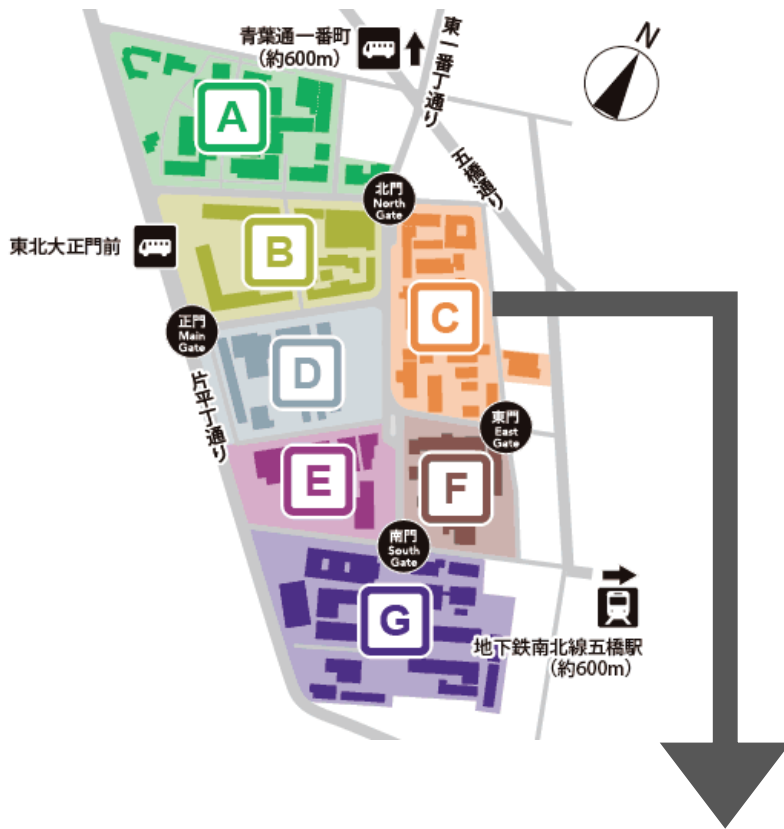 青葉通一番町
（約600m）
東一番丁通り
N
五橋通り
A
北門
North
Gate
B
東北大正門前
C
正門
Main
Gate
D
片平丁通り
東門
East
Gate
E
F
南門
South
Gate
G
地下鉄南北線五橋駅
（約600m）